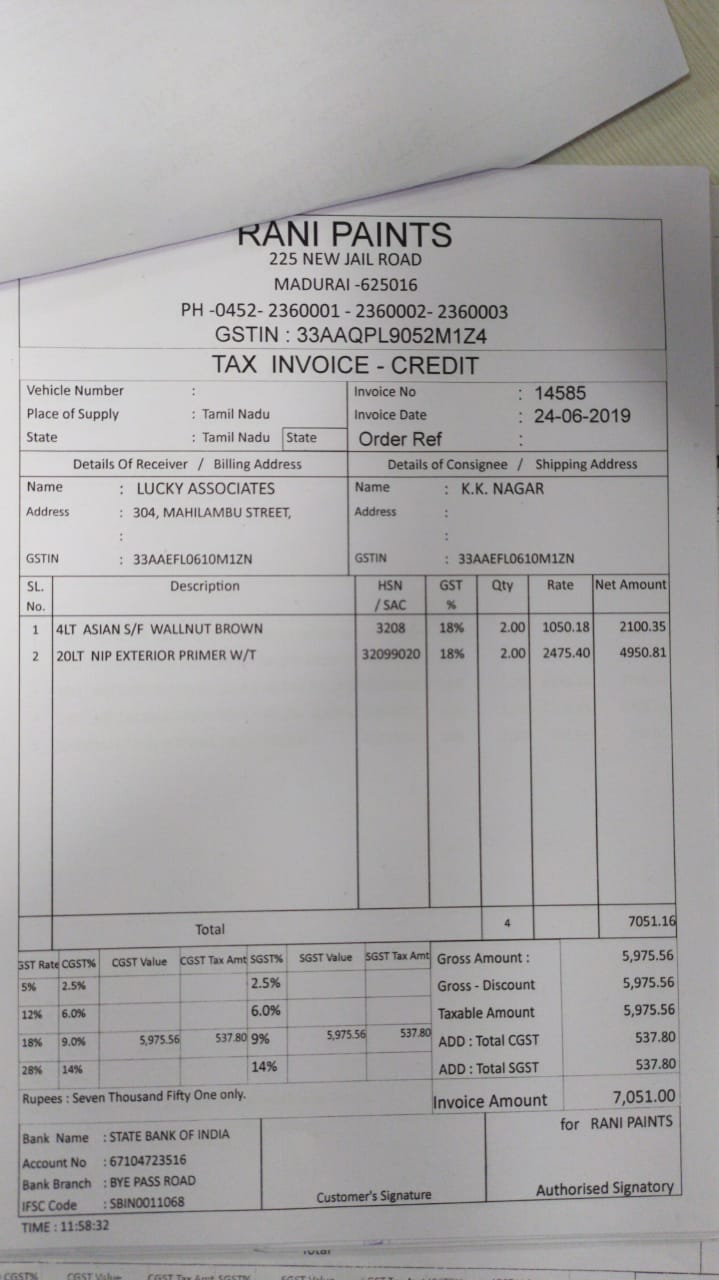 RANI PAINTS
225 NEW JAIL ROAD
MADURAI -625016
PH -0452- 2360001 - 2360002- 2360003
GSTIN : 33AAQPL9052M1Z4
TAX INVOICE - CREDIT
Vehicle Number : Invoice No : 14585
Place of Supply : Tamil Nadu Invoice Date : 24-06-2019
State : Tamil Nadu State Order Ref :
Details Of Receiver / Billing Address Details of Consignee / Shipping Address
Name : LUCKY ASSOCIATES Name : K.K. NAGAR
Address : 304, MAHILAMBU STREET, Address :
: :
GSTIN : 33AAEFL0610M1ZN GSTIN : 33AAEFL0610M1ZN
SL. Description HSN GST Qty Rate Net Amount
No. / SAC %
1 4LT ASIAN S/F WALLNUT BROWN 3208 18% 2.00 1050.18 2100.35
2 20LT NIP EXTERIOR PRIMER W/T 32099020 18% 2.00 2475.40 4950.81
Total 4 7051.16
GST Rate CGST% CGST Value CGST Tax Amt SGST% SGST Value SGST Tax Amt Gross Amount : 5,975.56
5% 2.5% 2.5% Gross - Discount 5,975.56
12% 6.0% 6.0% Taxable Amount 5,975.56
18% 9.0% 5,975.56 537.80 9% 5,975.56 537.80 ADD : Total CGST 537.80
28% 14% 14% ADD : Total SGST 537.80
Rupees : Seven Thousand Fifty One only. Invoice Amount 7,051.00
Bank Name : STATE BANK OF INDIA for RANI PAINTS
Account No : 67104723516
Bank Branch : BYE PASS ROAD
IFSC Code : SBIN0011068 Customer's Signature Authorised Signatory
TIME : 11:58:32
Total
CGST% CGST Value CGST Tax Amt SGST%